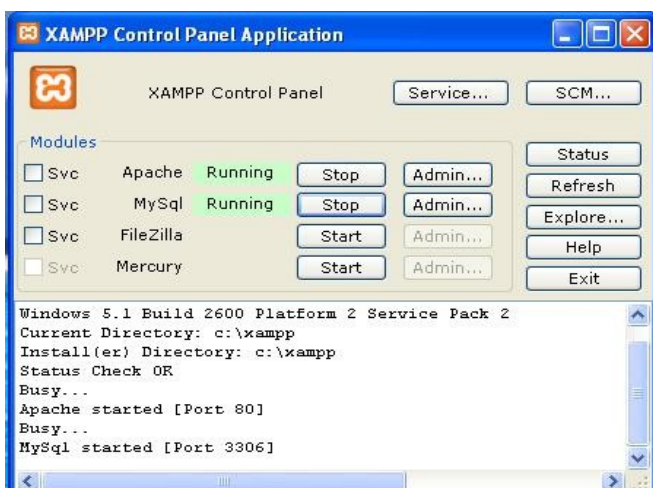 XAMPP Control Panel Application
XAMPP Control Panel
Service...
SCM...
Modules
Svc Apache Running Stop Admin...
Svc MySql Running Stop Admin...
Svc FileZilla Start Admin...
Svc Mercury Start Admin...
Status
Refresh
Explore...
Help
Exit
Windows 5.1 Build 2600 Platform 2 Service Pack 2
Current Directory: c:\xampp
Install(er) Directory: c:\xampp
Status Check OK
Busy...
Apache started [Port 80]
Busy...
MySql started [Port 3306]